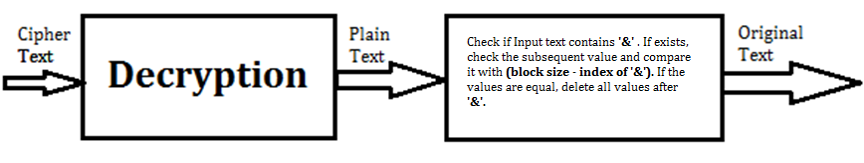 Cipher
Text
Decryption
Plain
Text
Check if Input text contains '&' . If exists,
check the subsequent value and compare
it with (block size - index of '&'). If the
values are equal, delete all values after
'&'.
Original
Text